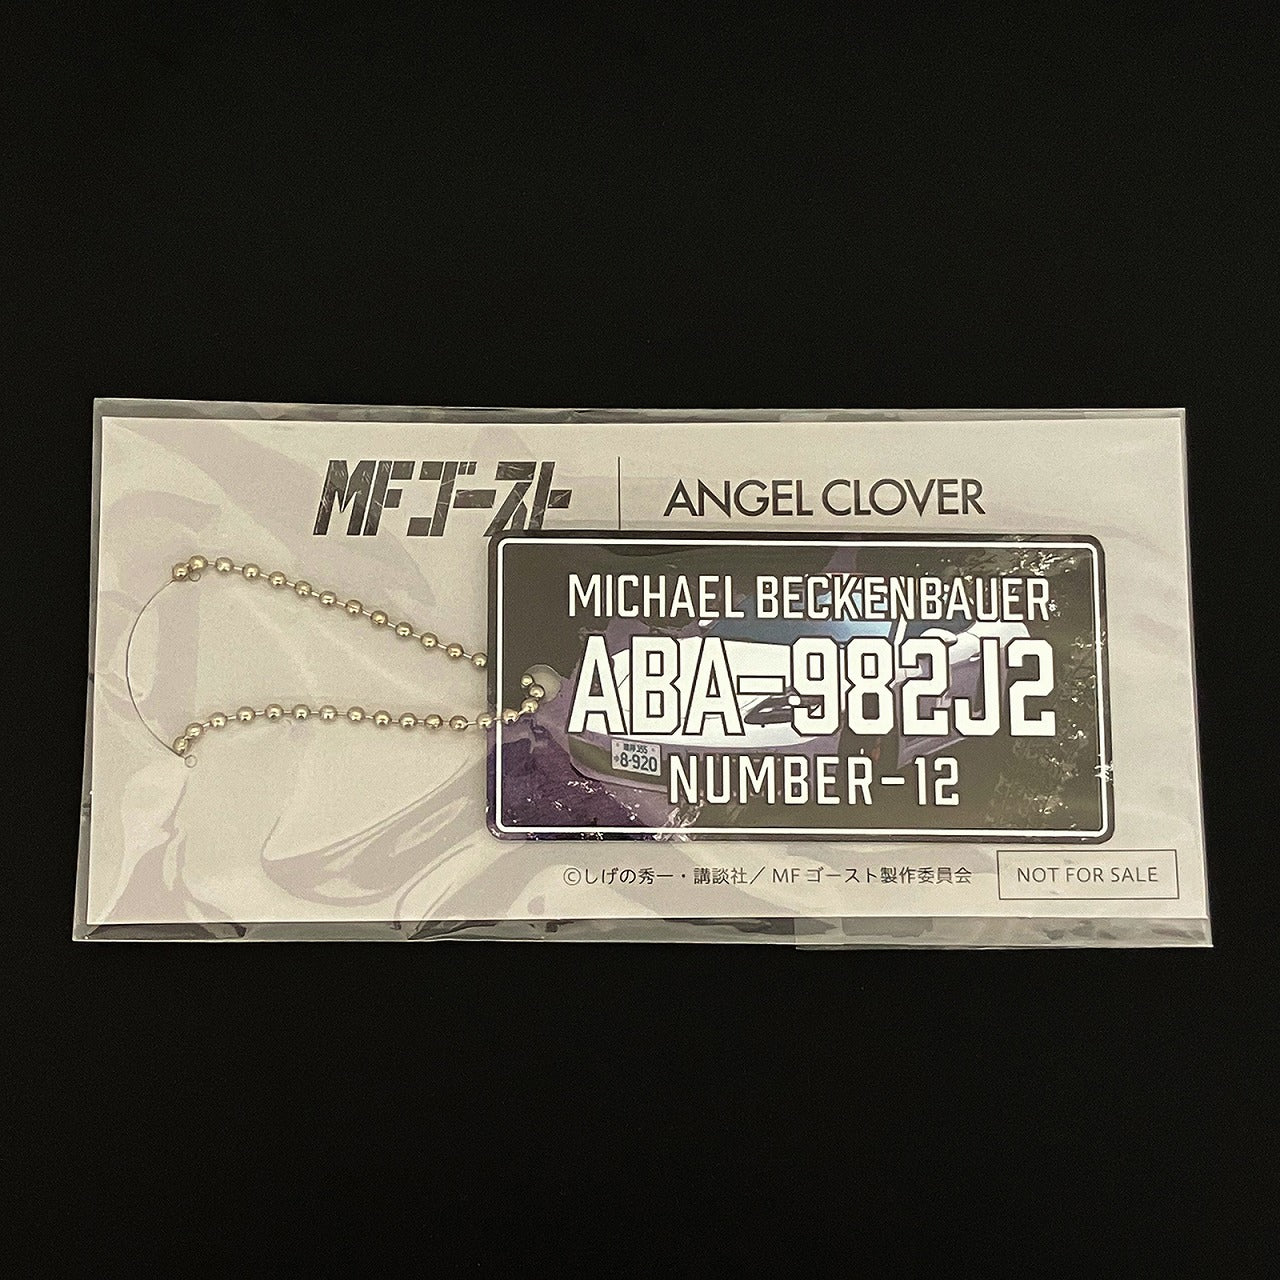 MFゴースト
ANGEL CLOVER
MICHAEL BECKENBAUER
ABA-982J2
NUMBER-12
8-920
©しげの秀一・講談社／MFゴースト製作委員会
NOT FOR SALE